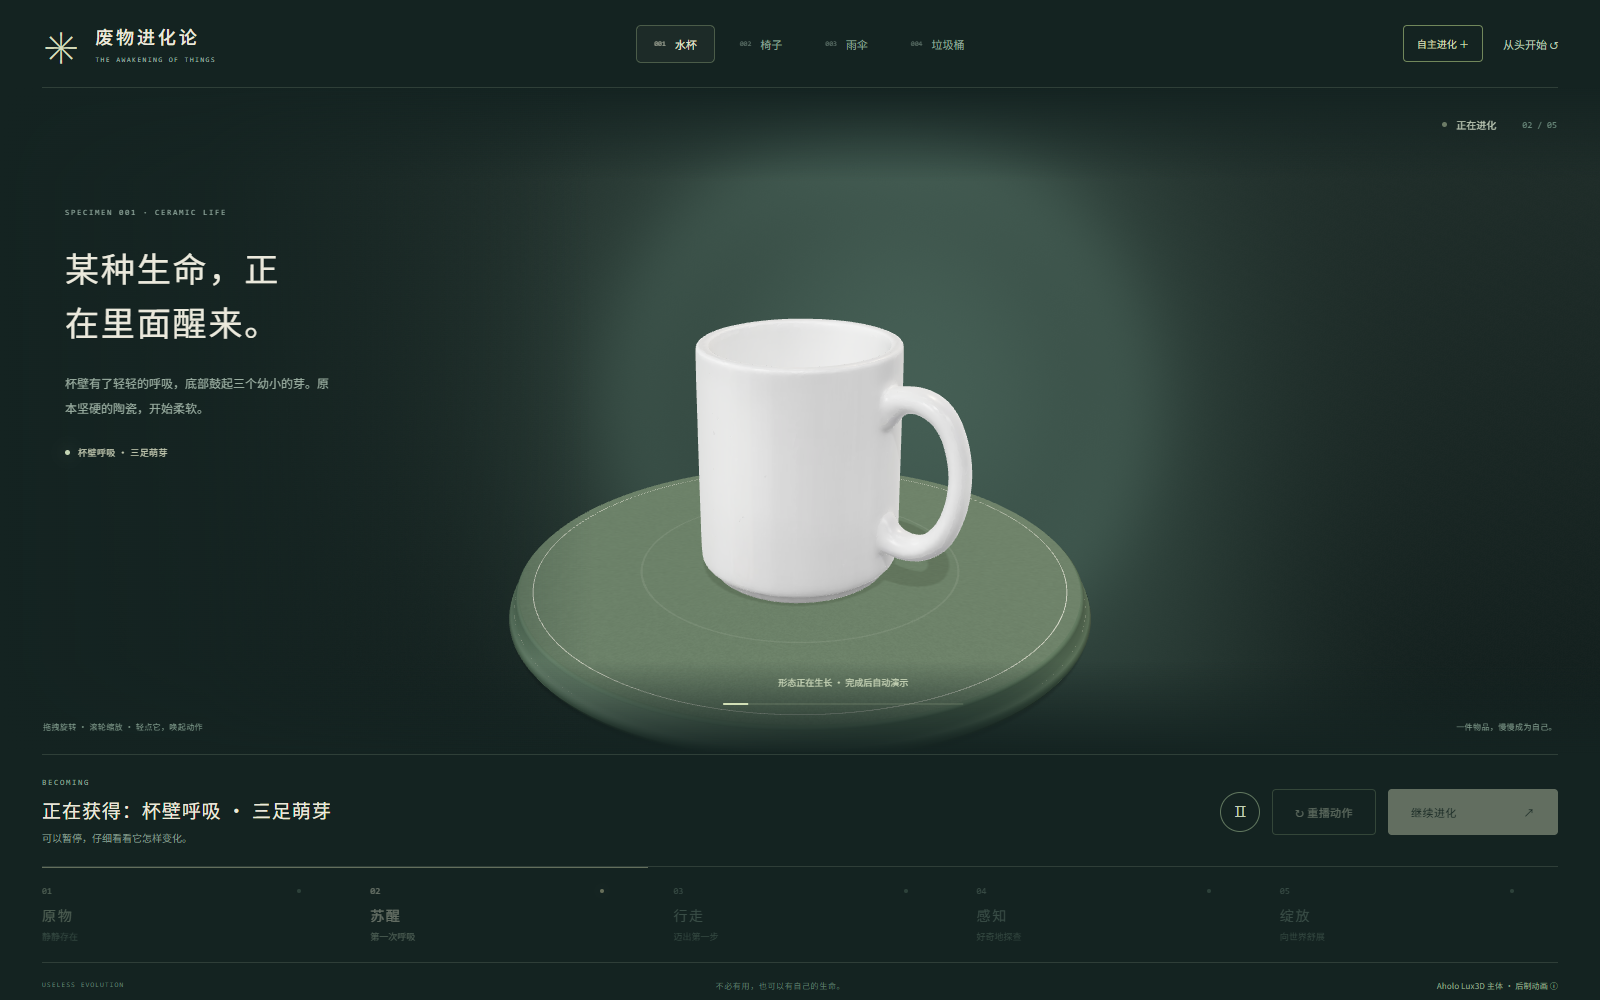 废物进化论
THE AWAKENING OF THINGS
001 水杯
002 椅子
003 雨伞
004 垃圾桶
自主进化 +
从头开始 ↺
正在进化 02 / 05
SPECIMEN 001 · CERAMIC LIFE
某种生命，正
在里面醒来。
杯壁有了轻轻的呼吸，底部鼓起三个幼小的芽。原
本坚硬的陶瓷，开始柔软。
杯壁呼吸 · 三足萌芽
形态正在生长 · 完成后自动演示
拖拽旋转 · 滚轮缩放 · 轻点它，唤起动作
一件物品，慢慢成为自己。
BECOMING
正在获得：杯壁呼吸 · 三足萌芽
可以暂停，仔细看看它怎样变化。
↻ 重播动作
继续进化 ↗
01
原物
静静存在
02
苏醒
第一次呼吸
03
行走
迈出第一步
04
感知
好奇地探查
05
绽放
向世界舒展
USELESS EVOLUTION
不必有用，也可以有自己的生命。
Aholo Lux3D 主体 · 后制动画 ⓘ